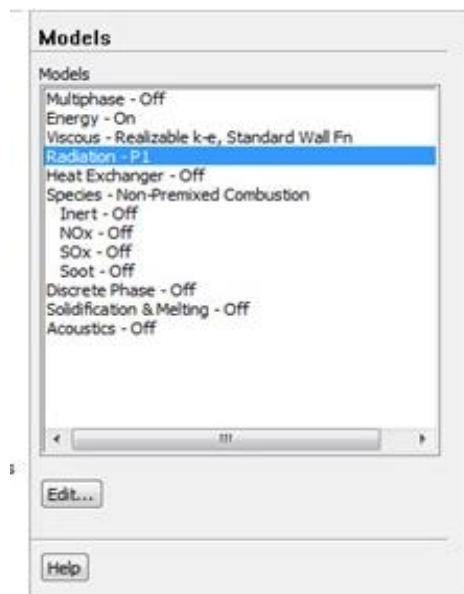 Models
Models
Multiphase - Off
Energy - On
Viscous - Realizable k-e, Standard Wall Fn
Radiation - P1
Heat Exchanger - Off
Species - Non-Premixed Combustion
Inert - Off
NOx - Off
SOx - Off
Soot - Off
Discrete Phase - Off
Solidification & Melting - Off
Acoustics - Off
s
Edit...
Help